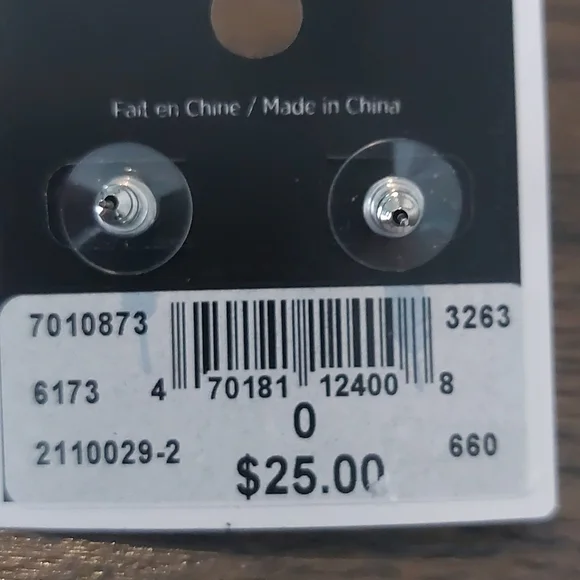 Fait en Chine / Made in China
7010873 3263
6173 4 70181 12400 8
0
2110029-2 660
$25.00